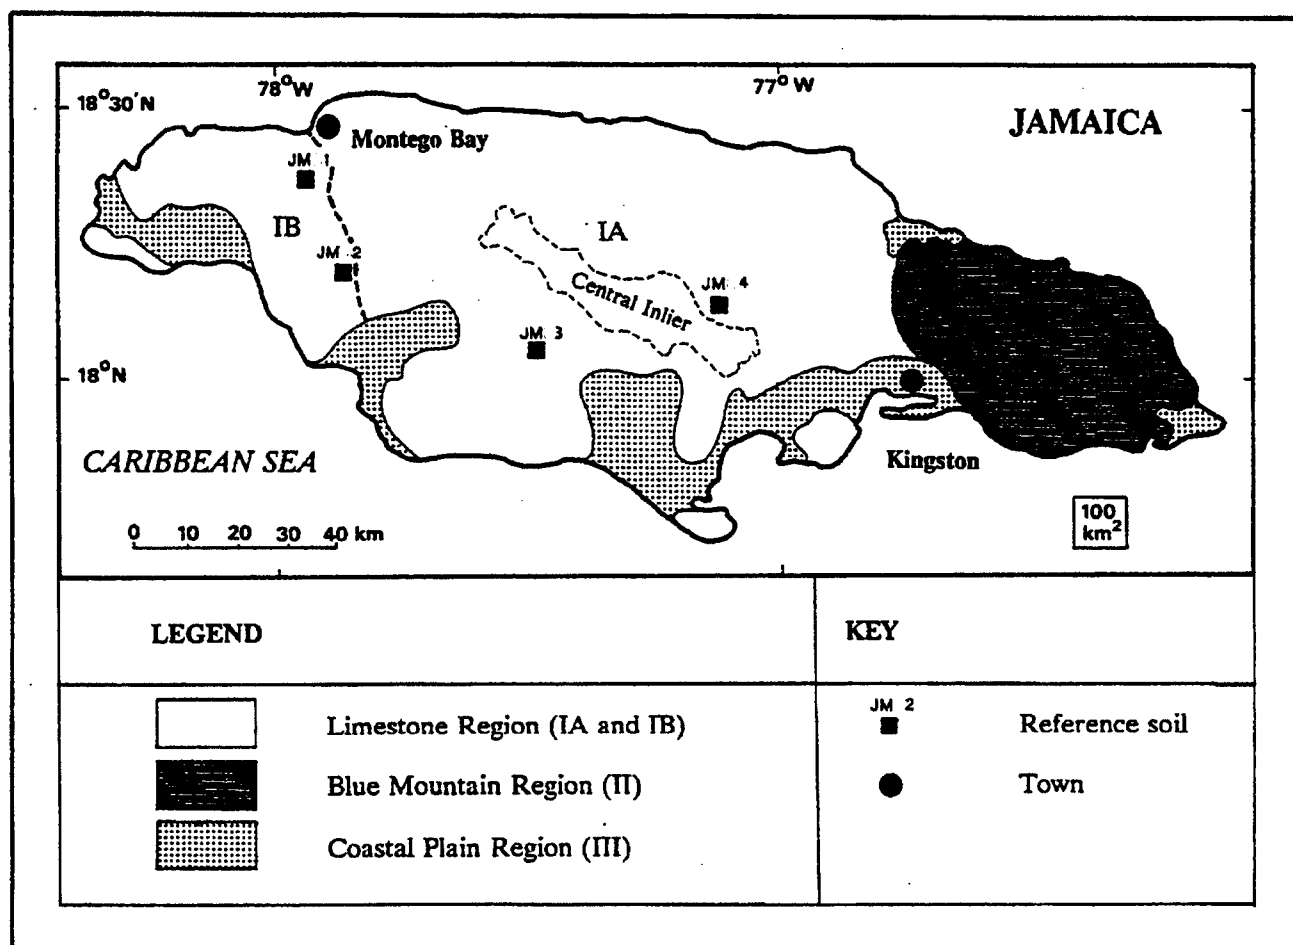 78°W
77°W
18°30'N
JAMAICA
Montego Bay
JM 1
IB
IA
JM 2
JM 4
Central Inlier
JM 3
18°N
CARIBBEAN SEA
Kingston
0 10 20 30 40 km
100
km²
LEGEND
KEY
JM 2
Limestone Region (IA and IB)
Reference soil
Blue Mountain Region (II)
Town
Coastal Plain Region (III)